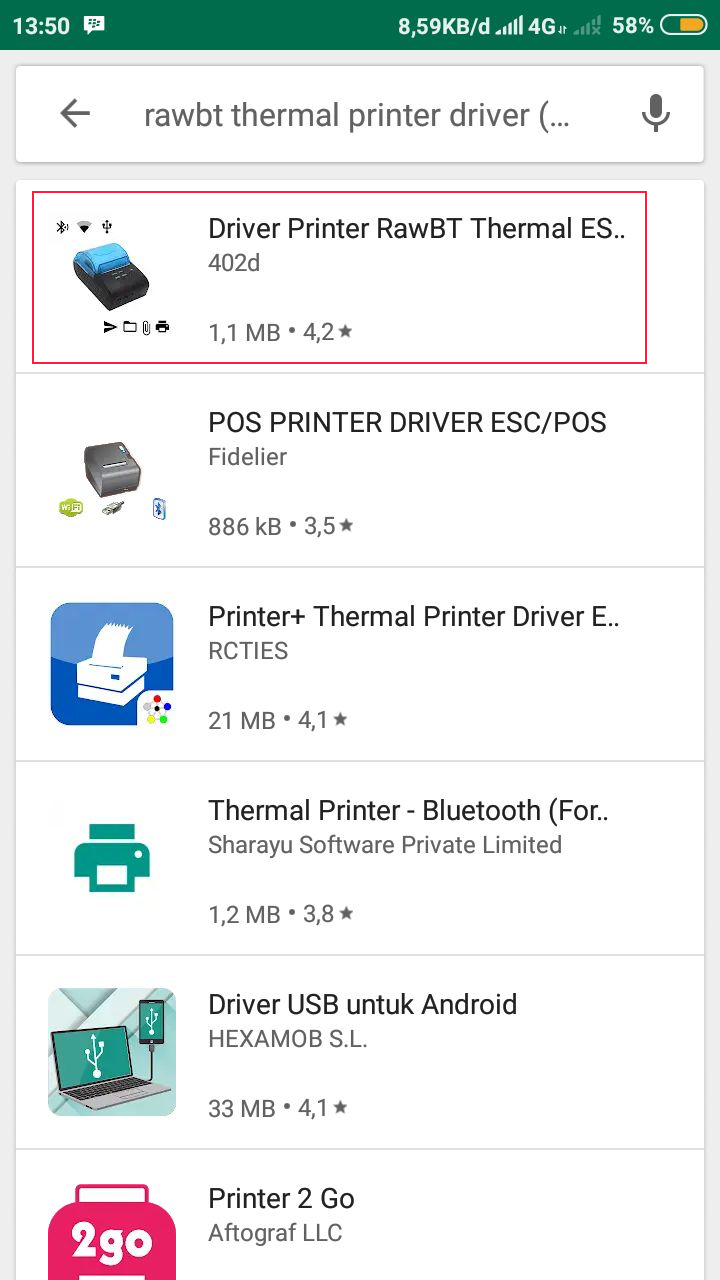 13:50 8,59KB/d 4G 58%
rawbt thermal printer driver (...
Driver Printer RawBT Thermal ES..
402d
1,1 MB • 4,2★
POS PRINTER DRIVER ESC/POS
Fidelier
WiFi
886 kB • 3,5★
Printer+ Thermal Printer Driver E..
RCTIES
21 MB • 4,1★
Thermal Printer - Bluetooth (For..
Sharayu Software Private Limited
1,2 MB • 3,8★
Driver USB untuk Android
HEXAMOB S.L.
33 MB • 4,1★
Printer 2 Go
Aftograf LLC
2go